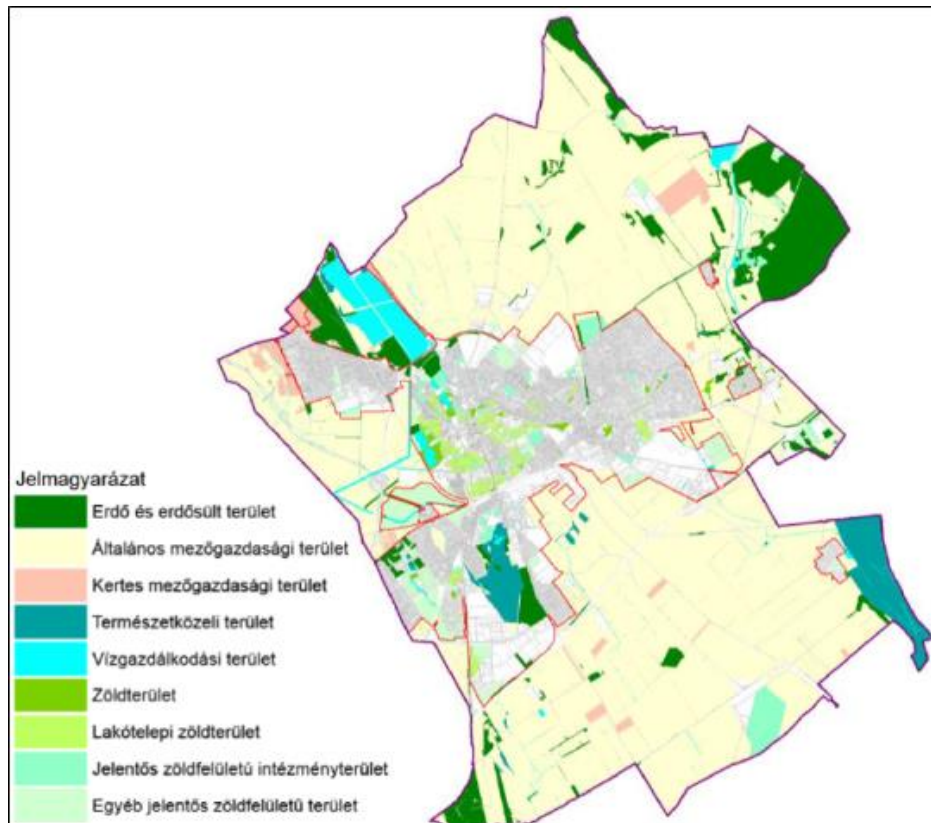 Jelmagyarázat
Erdő és erdősült terület
Általános mezőgazdasági terület
Kertes mezőgazdasági terület
Természetközeli terület
Vízgazdálkodási terület
Zöldterület
Lakótelepi zöldterület
Jelentős zöldfelületű intézményterület
Egyéb jelentős zöldfelületű terület